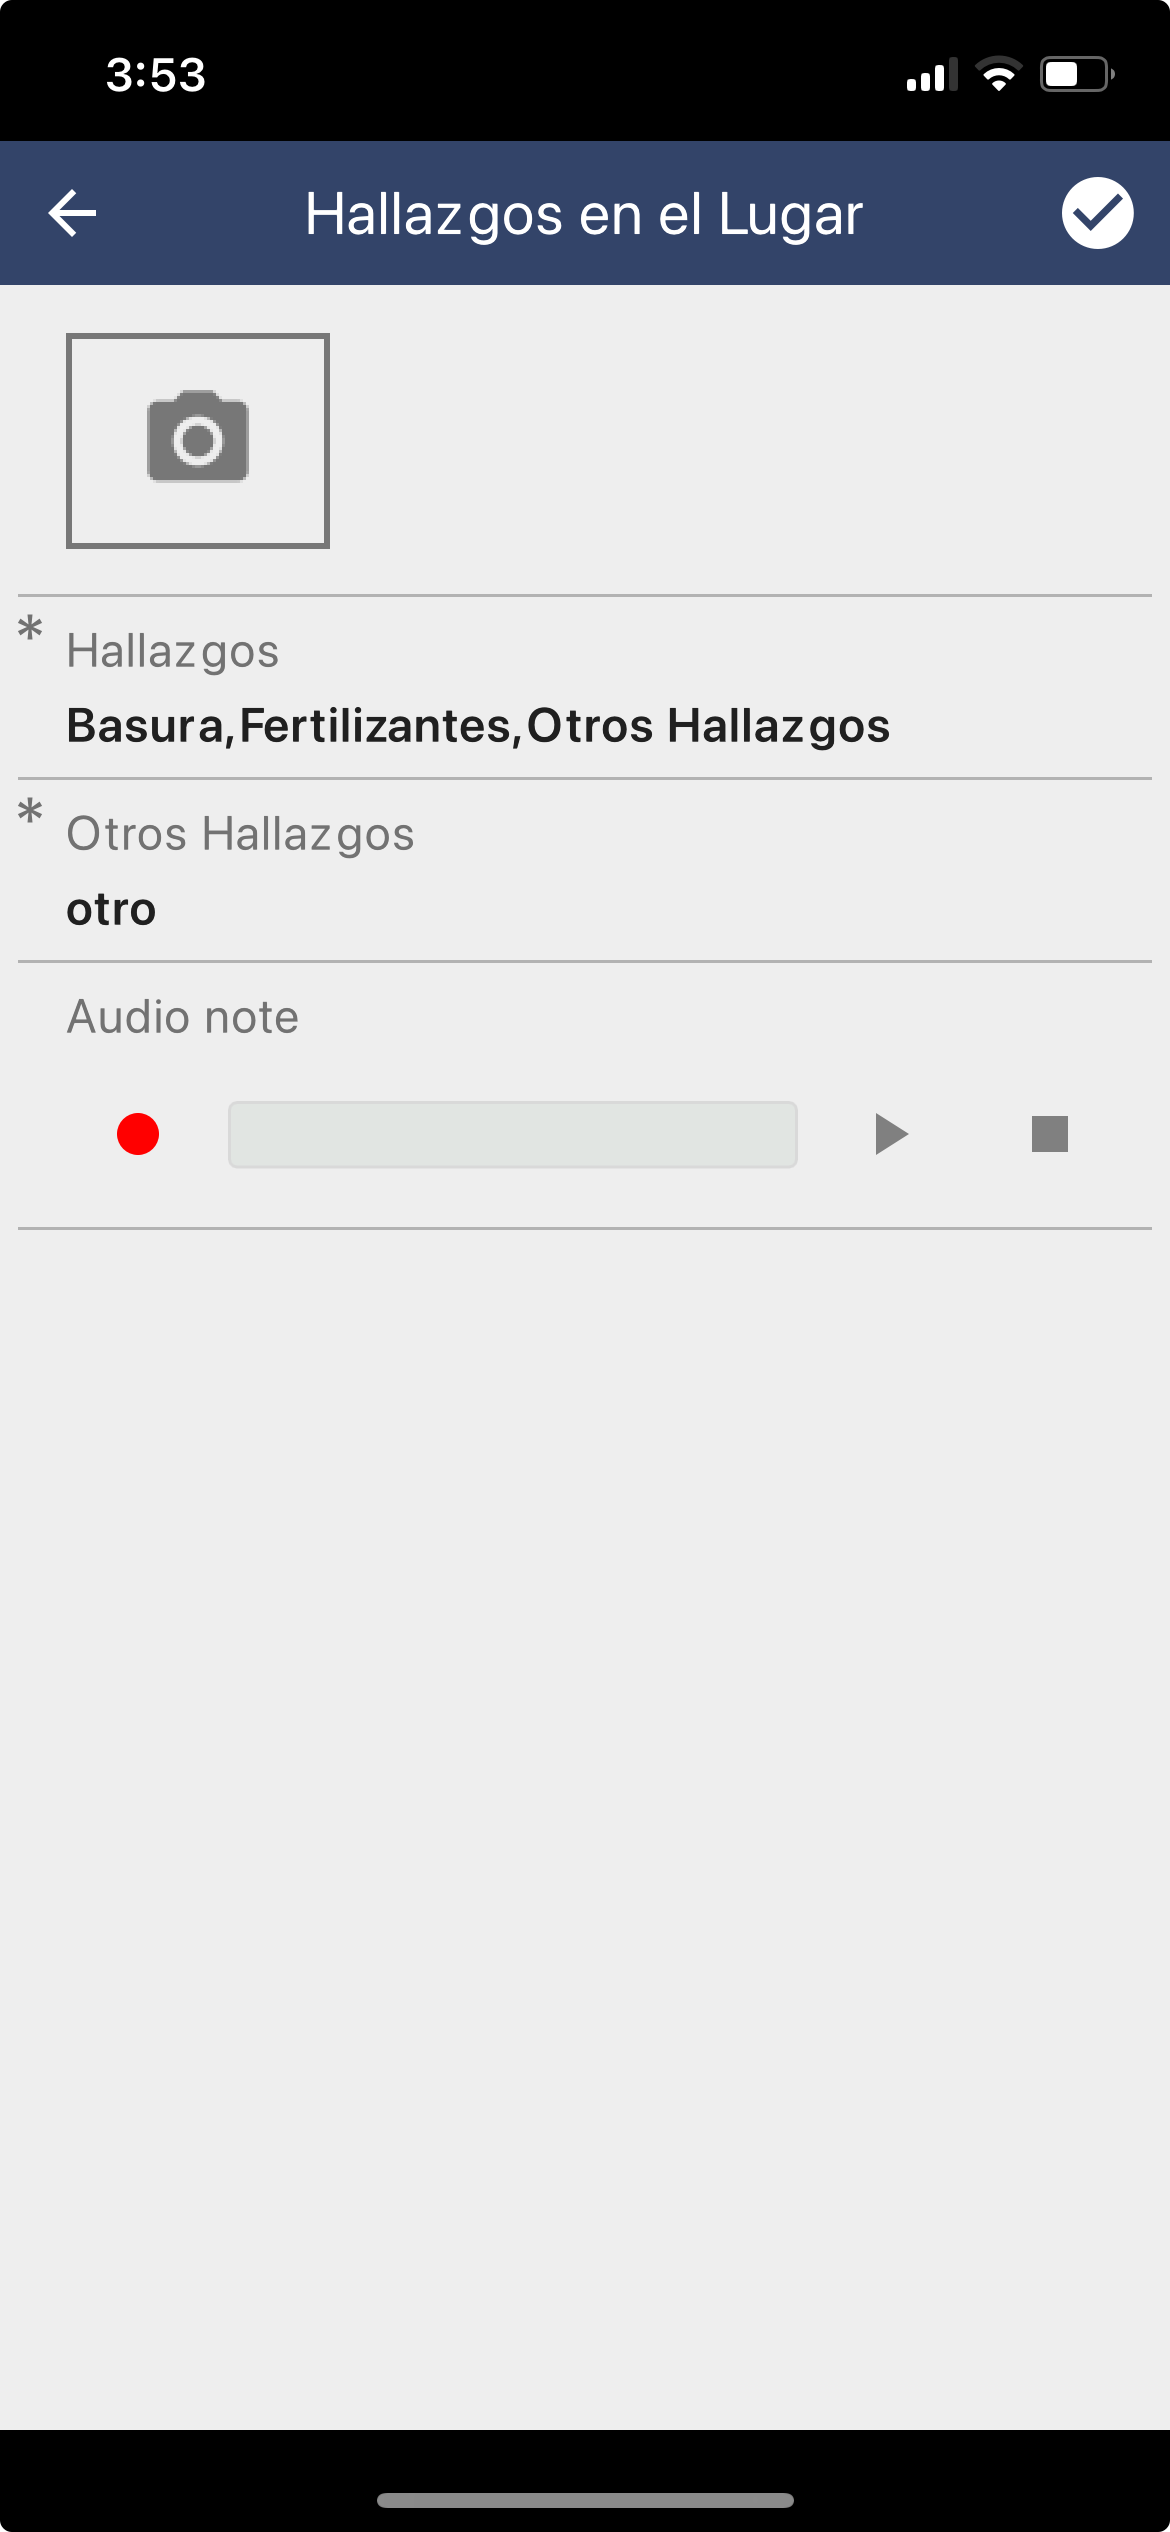 3:53
Hallazgos en el Lugar
* Hallazgos
Basura,Fertilizantes,Otros Hallazgos
* Otros Hallazgos
otro
Audio note